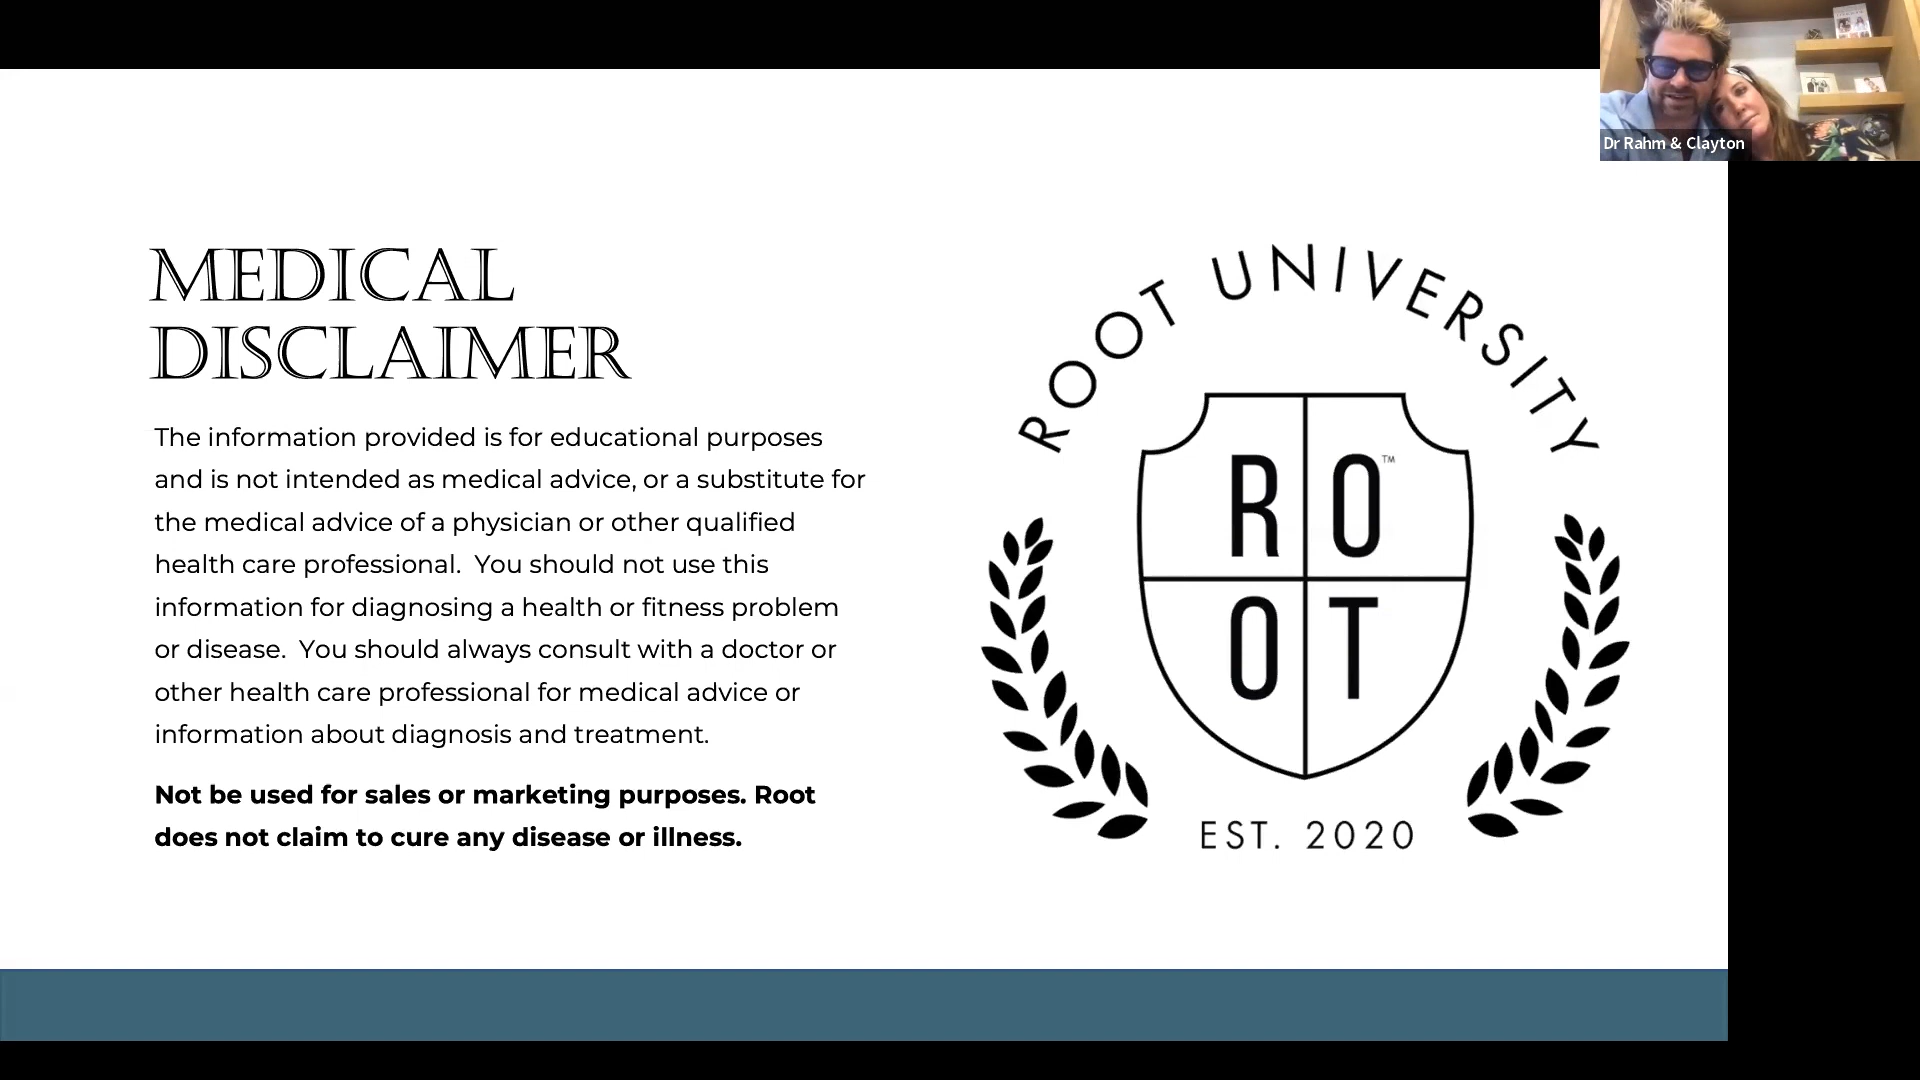 Dr Rahm & Clayton
MEDICAL
DISCLAIMER
The information provided is for educational purposes
and is not intended as medical advice, or a substitute for
the medical advice of a physician or other qualified
health care professional.  You should not use this
information for diagnosing a health or fitness problem
or disease.  You should always consult with a doctor or
other health care professional for medical advice or
information about diagnosis and treatment.
Not be used for sales or marketing purposes. Root
does not claim to cure any disease or illness.
ROOT UNIVERSITY
RO™
OT
EST. 2020